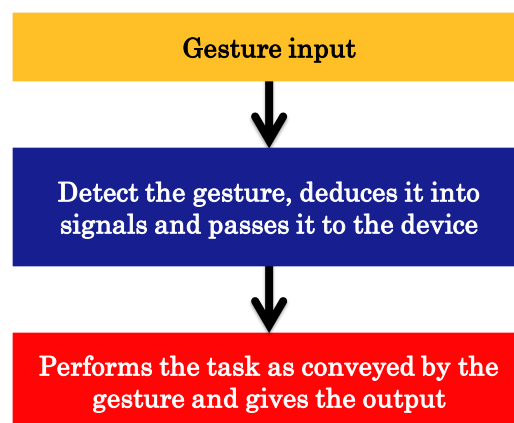 Gesture input
Detect the gesture, deduces it into
signals and passes it to the device
Performs the task as conveyed by the
gesture and gives the output